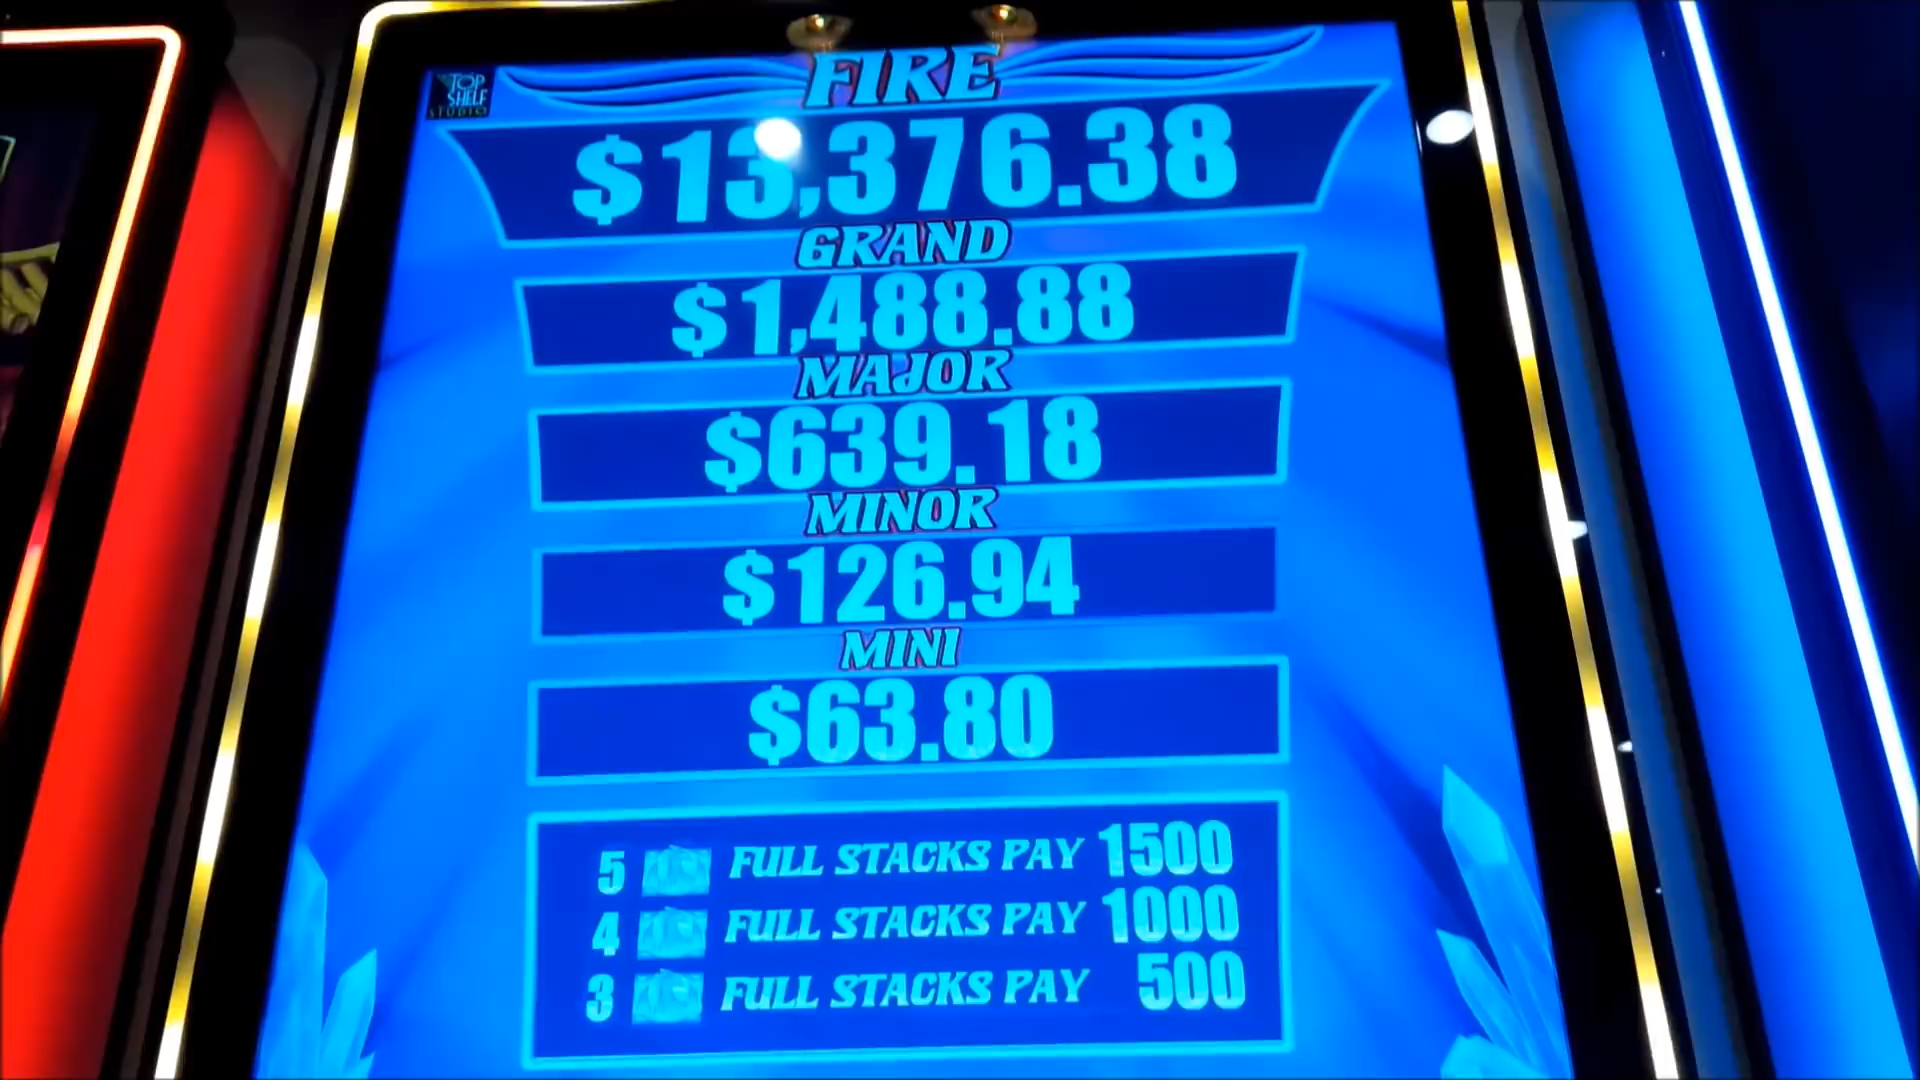 TOP
SHELF
STUDIO
FIRE
$13,376.38
GRAND
$1,488.88
MAJOR
$639.18
MINOR
$126.94
MINI
$63.80
5 FULL STACKS PAY 1500
4 FULL STACKS PAY 1000
3 FULL STACKS PAY 500